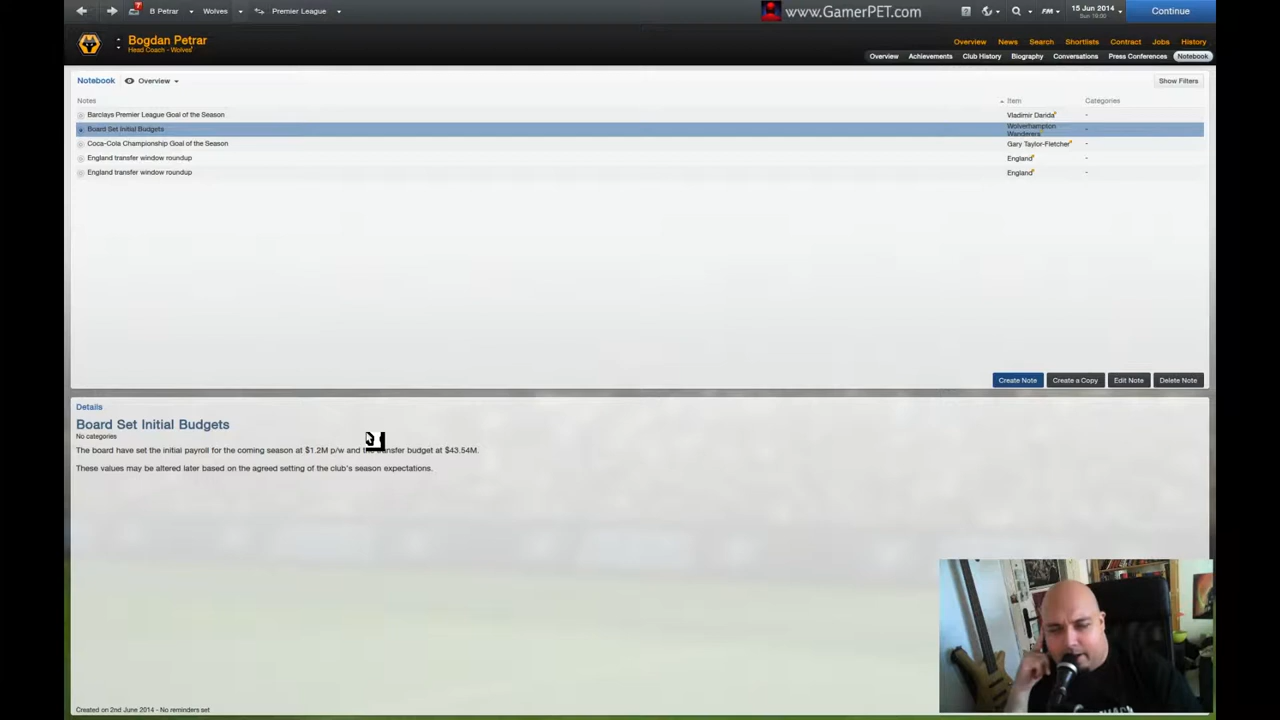 7 B Petrar Wolves Premier League www.GamerPET.com FM 15 Jun 2014 Continue
Sun 19:00
Bogdan Petrar
Head Coach - Wolves
Overview News Search Shortlists Contract Jobs History
Overview Achievements Club History Biography Conversations Press Conferences Notebook
Notebook Overview Show Filters
Notes Item Categories
Barclays Premier League Goal of the Season Vladimir Darida -
Board Set Initial Budgets Wolverhampton Wanderers -
Coca-Cola Championship Goal of the Season Gary Taylor-Fletcher -
England transfer window roundup England -
England transfer window roundup England -
Create Note Create a Copy Edit Note Delete Note
Details
Board Set Initial Budgets
No categories
The board have set the initial payroll for the coming season at $1.2M p/w and the transfer budget at $43.54M.
These values may be altered later based on the agreed setting of the club's season expectations.
Created on 2nd June 2014 - No reminders set